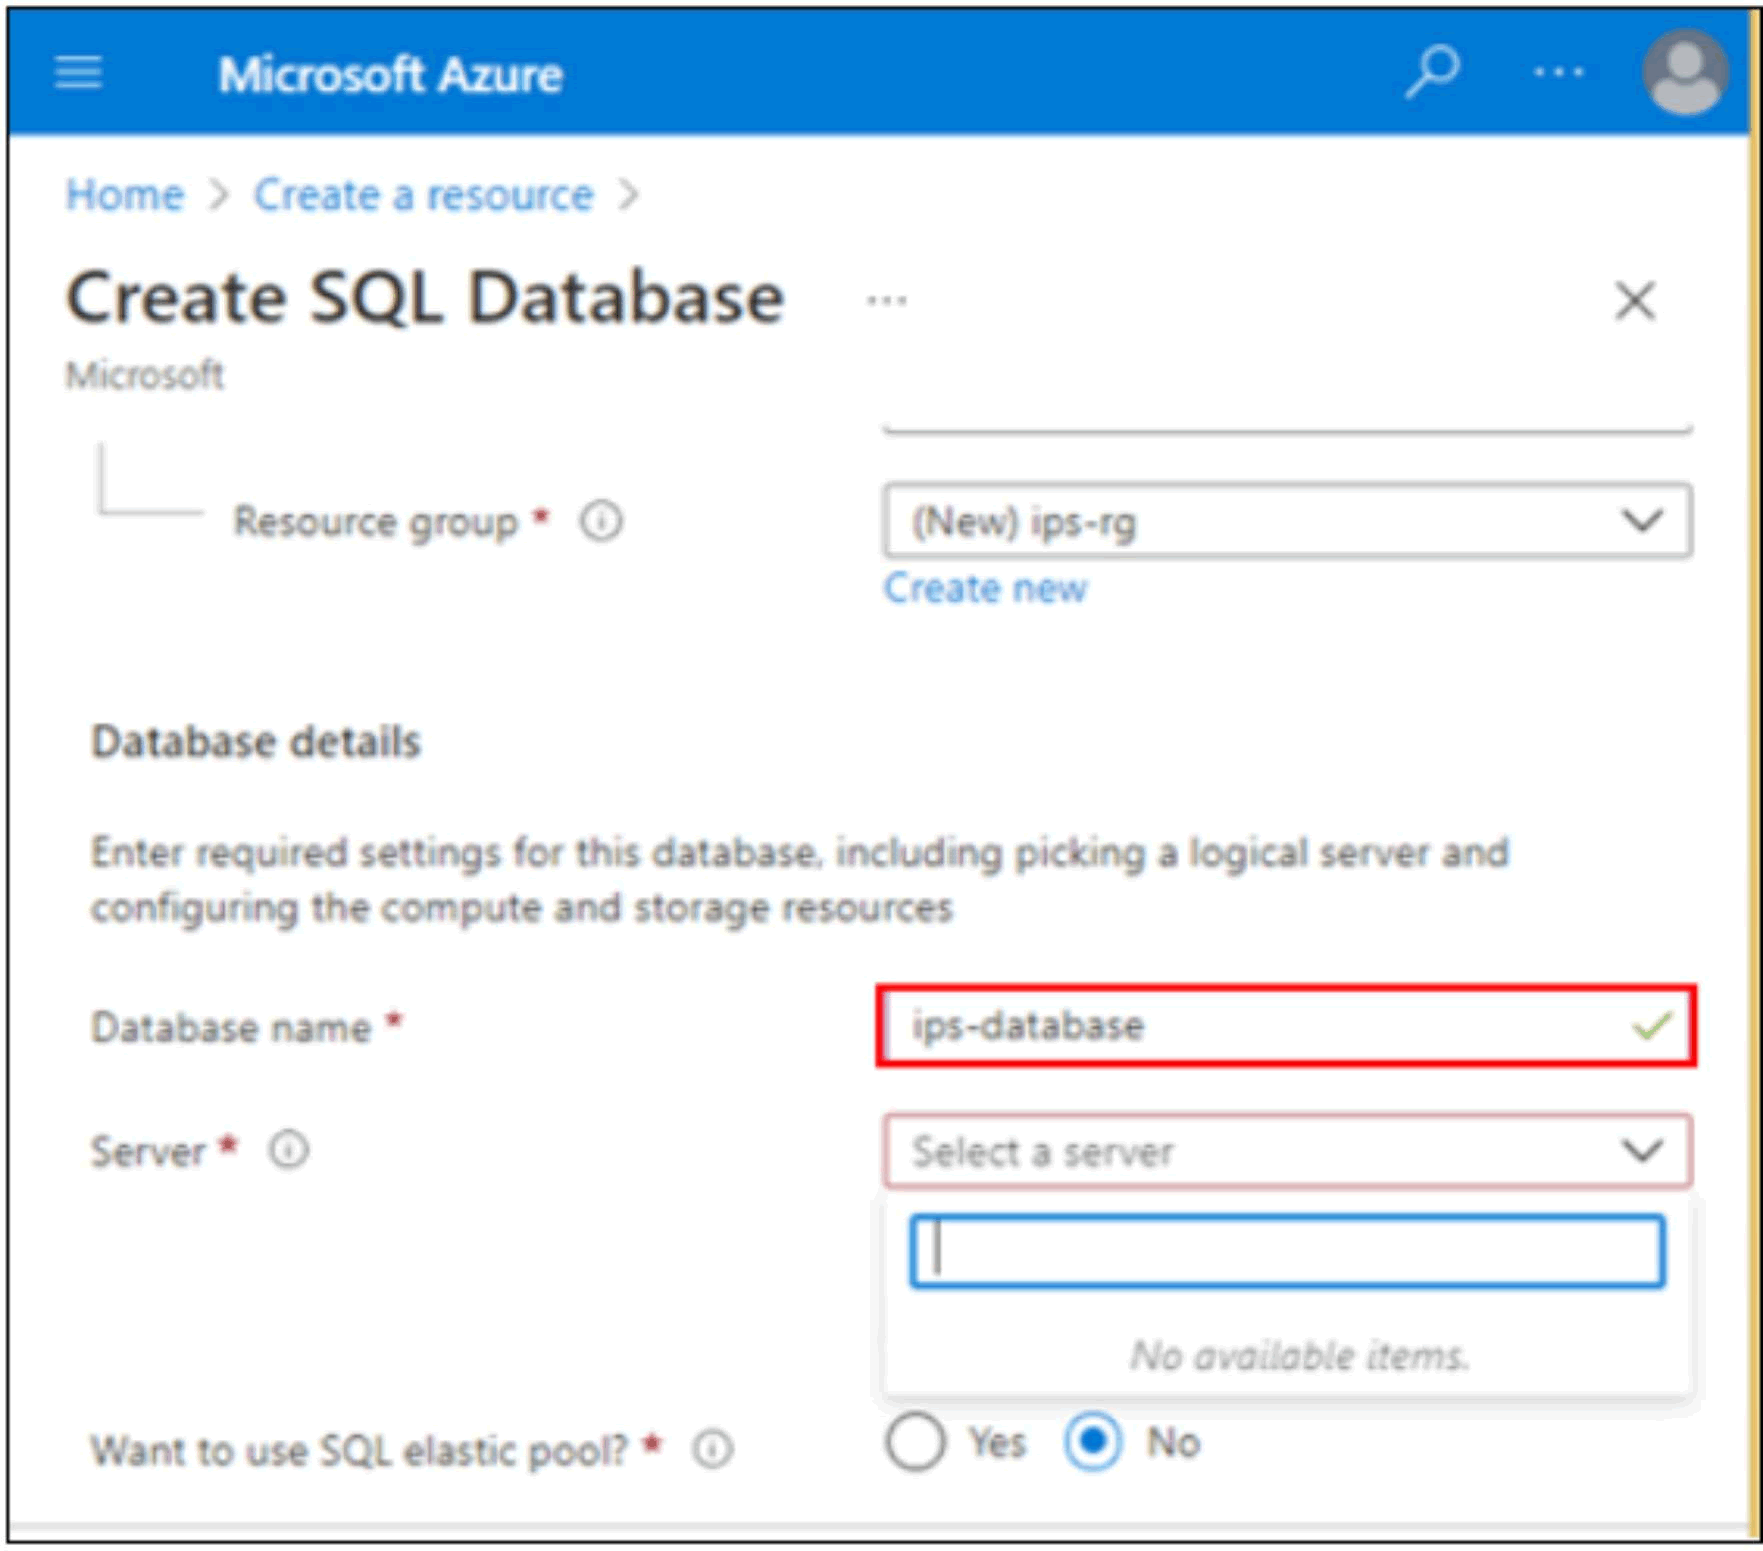 Microsoft Azure
Home > Create a resource >
Create SQL Database ...
Microsoft
Resource group *
(New) ips-rg
Create new
Database details
Enter required settings for this database, including picking a logical server and
configuring the compute and storage resources
Database name *
ips-database
Server *
Select a server
No available items.
Want to use SQL elastic pool? *
Yes
No